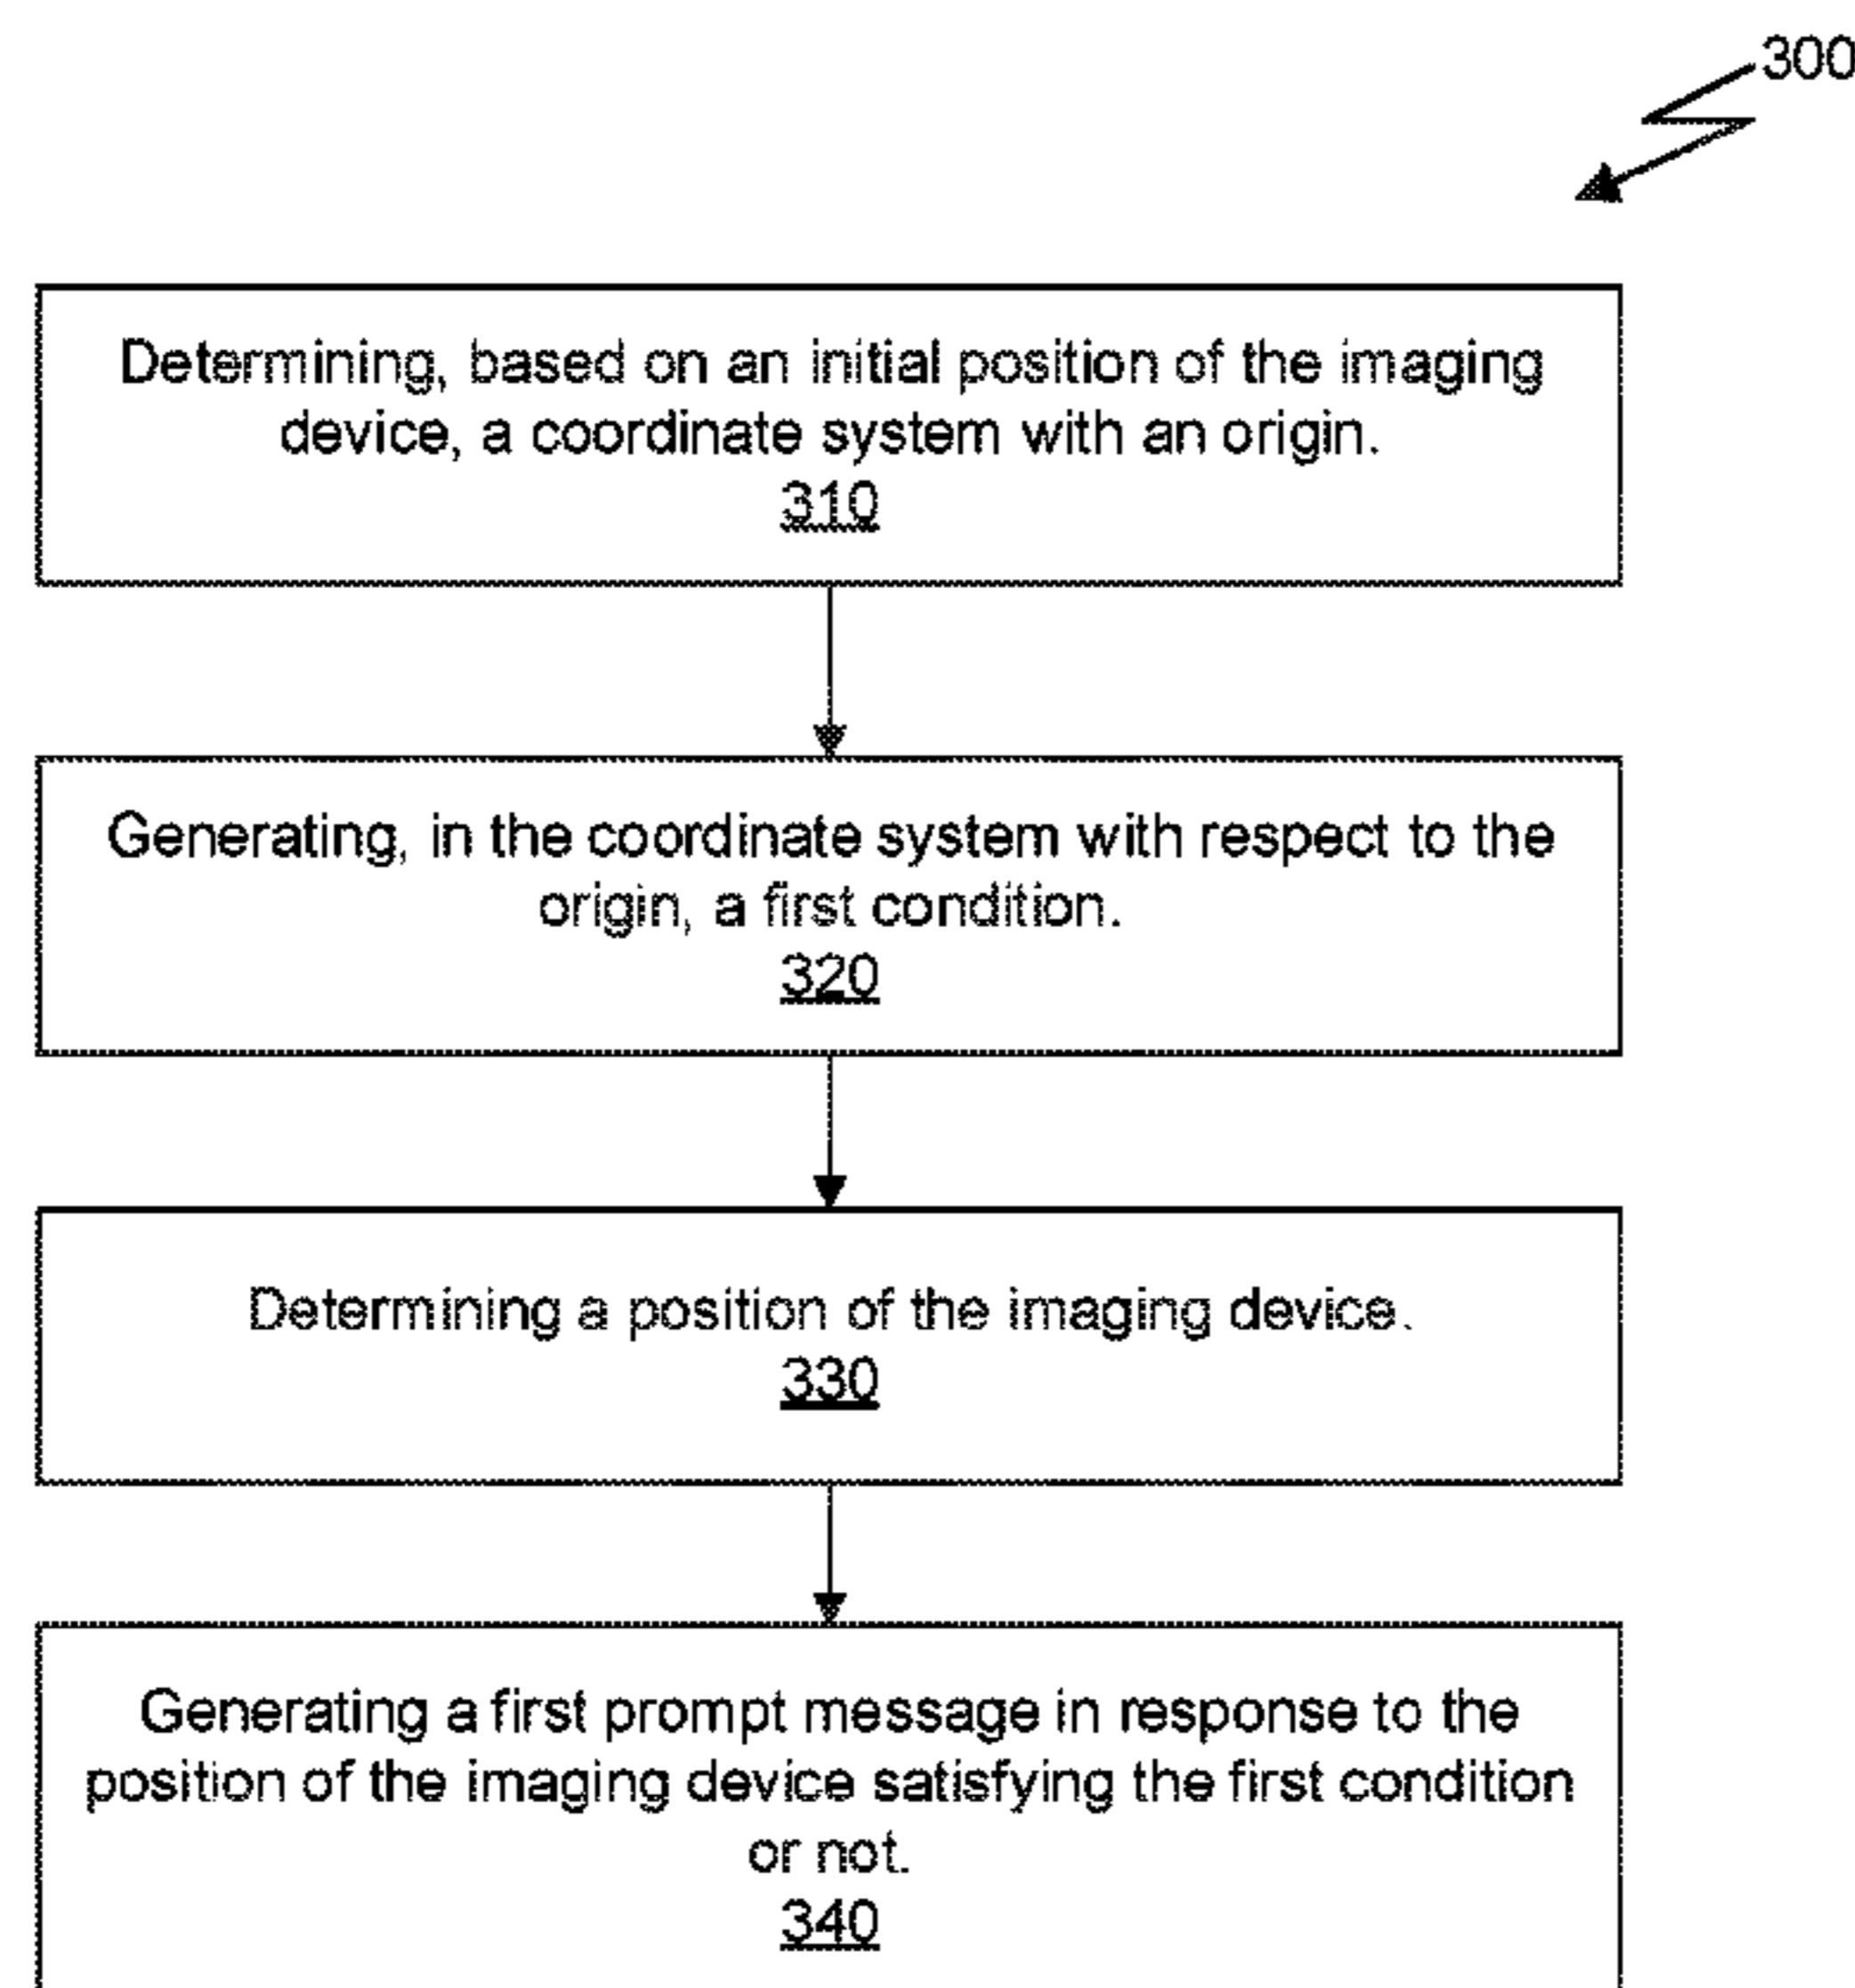 300
Determining, based on an initial position of the imaging
device, a coordinate system with an origin.
310
Generating, in the coordinate system with respect to the
origin, a first condition.
320
Determining a position of the imaging device.
330
Generating a first prompt message in response to the
position of the imaging device satisfying the first condition
or not.
340